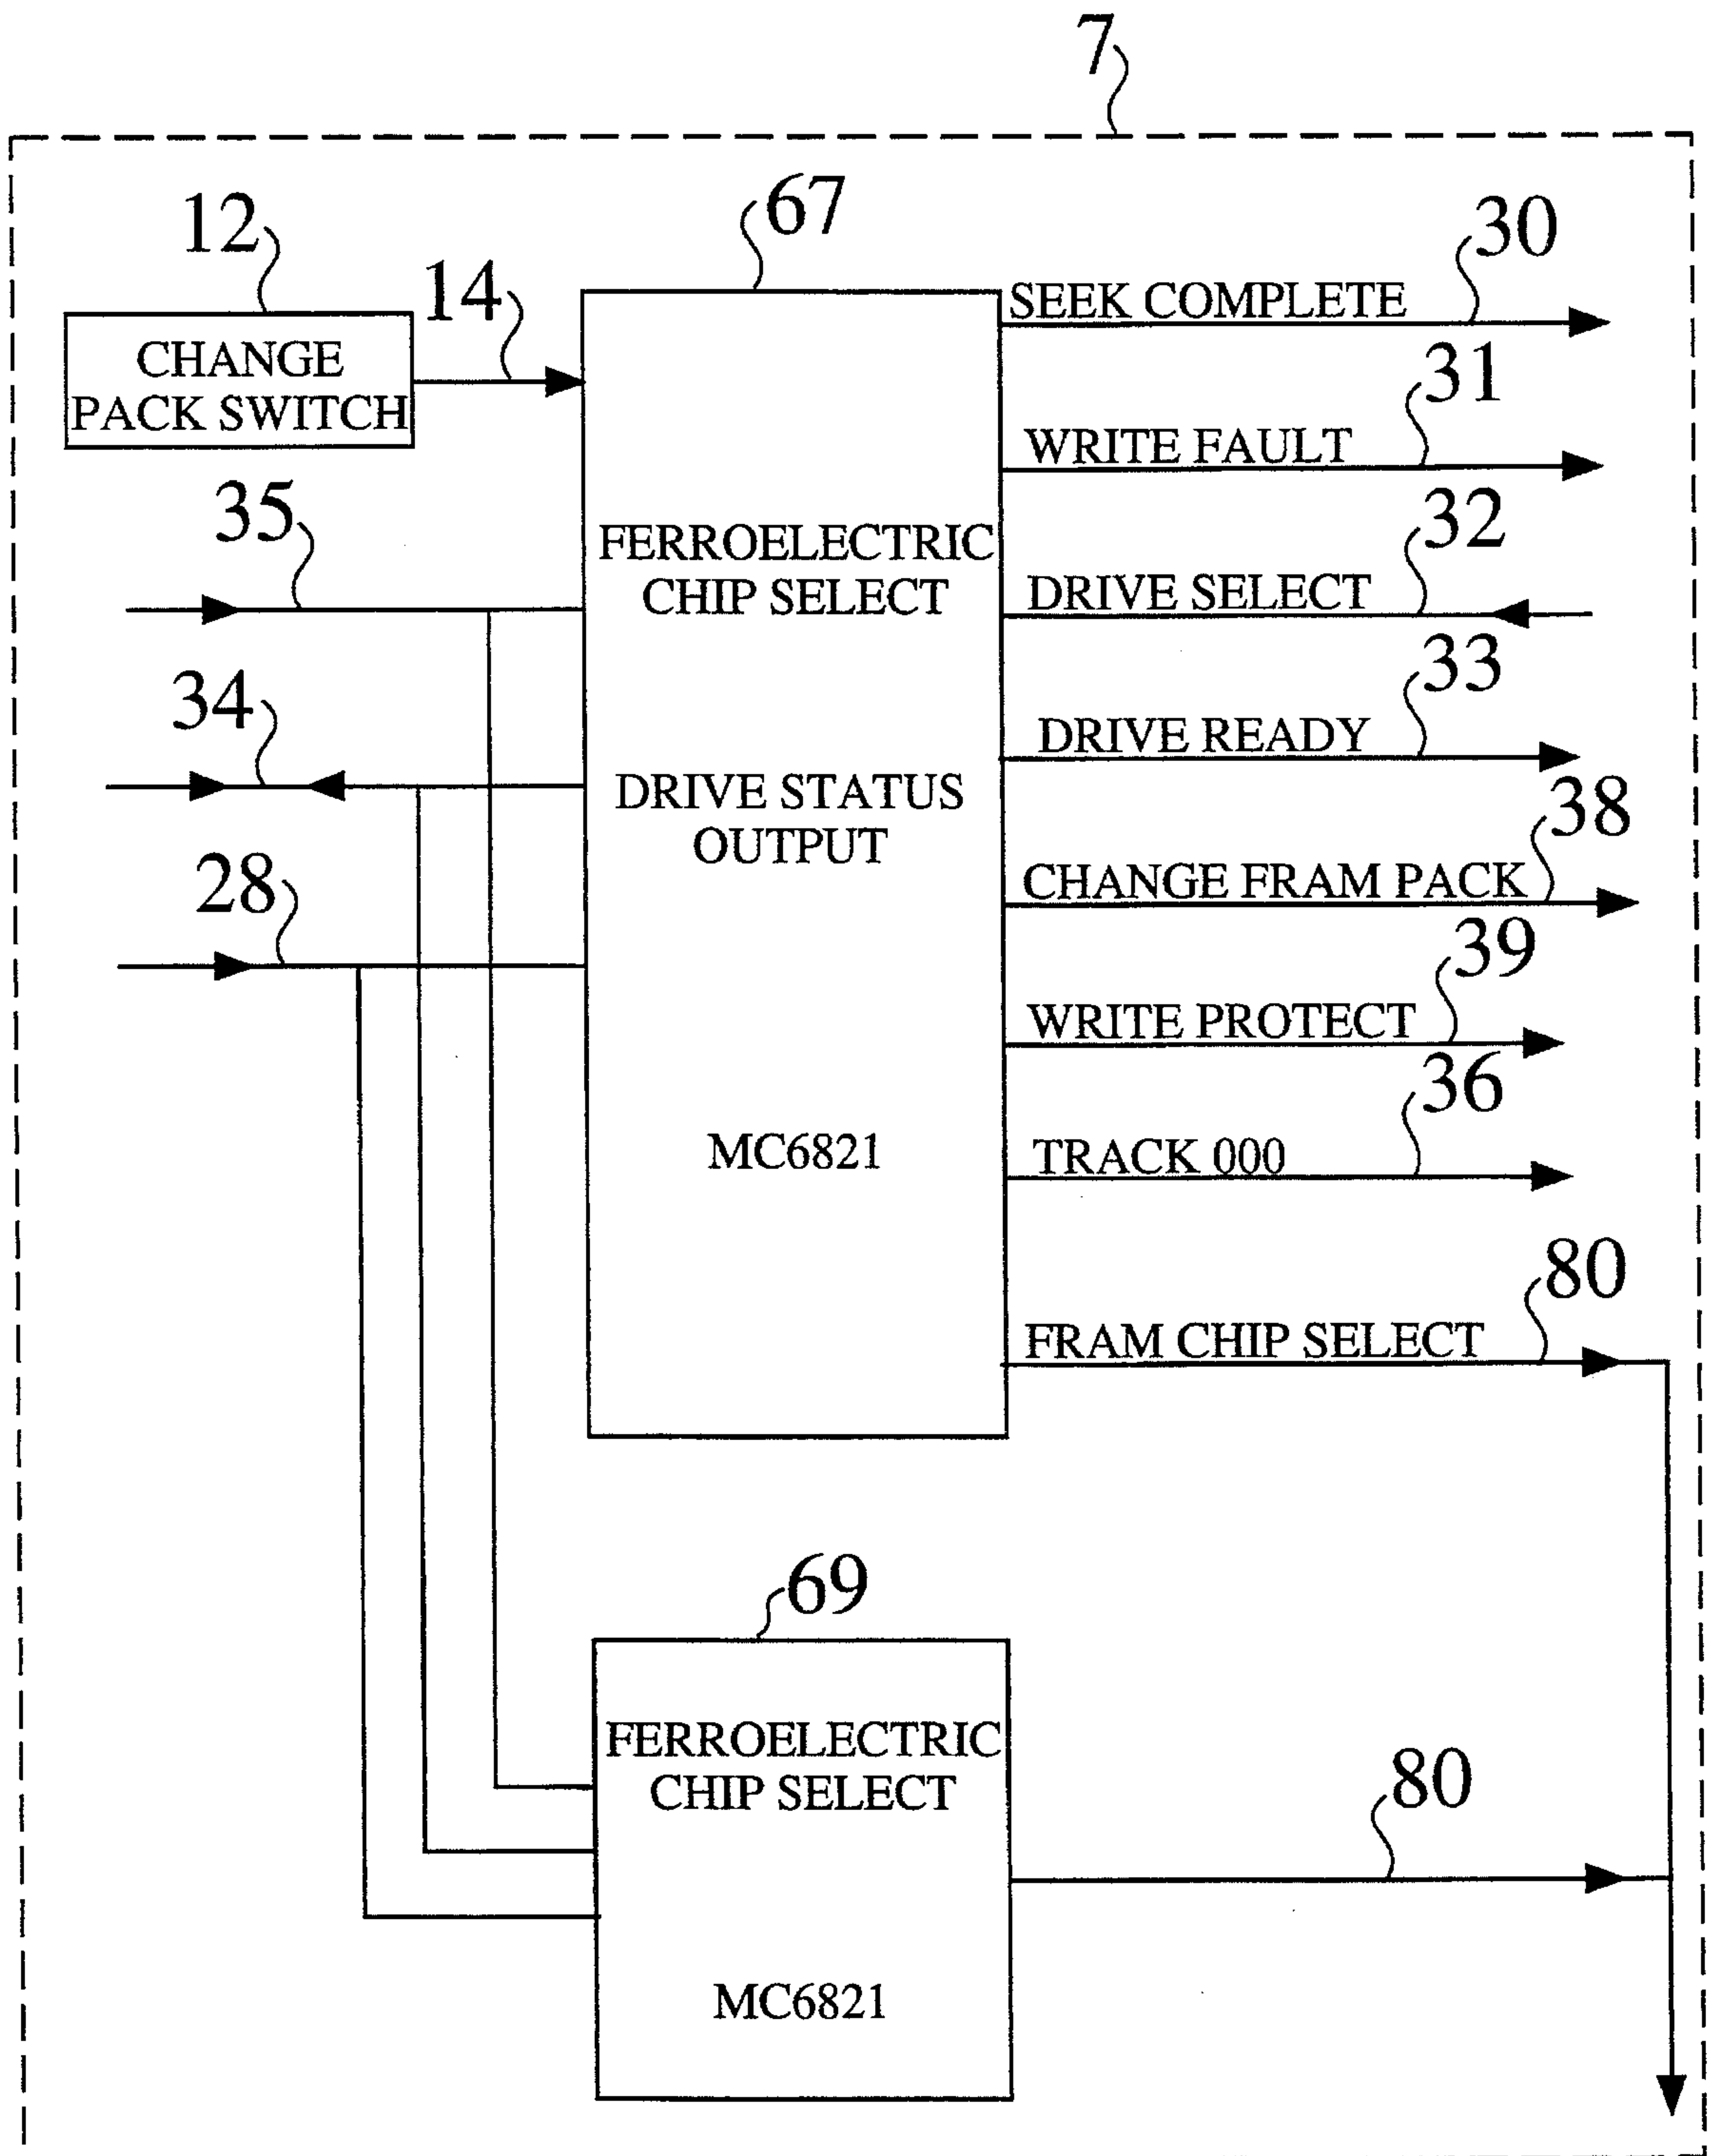 7
67
12
14
30
SEEK COMPLETE
CHANGE
PACK SWITCH
31
WRITE FAULT
35
32
FERROELECTRIC
CHIP SELECT
DRIVE SELECT
33
34
DRIVE READY
DRIVE STATUS
OUTPUT
38
28
CHANGE FRAM PACK
39
WRITE PROTECT
36
MC6821
TRACK 000
80
FRAM CHIP SELECT
69
FERROELECTRIC
CHIP SELECT
80
MC6821